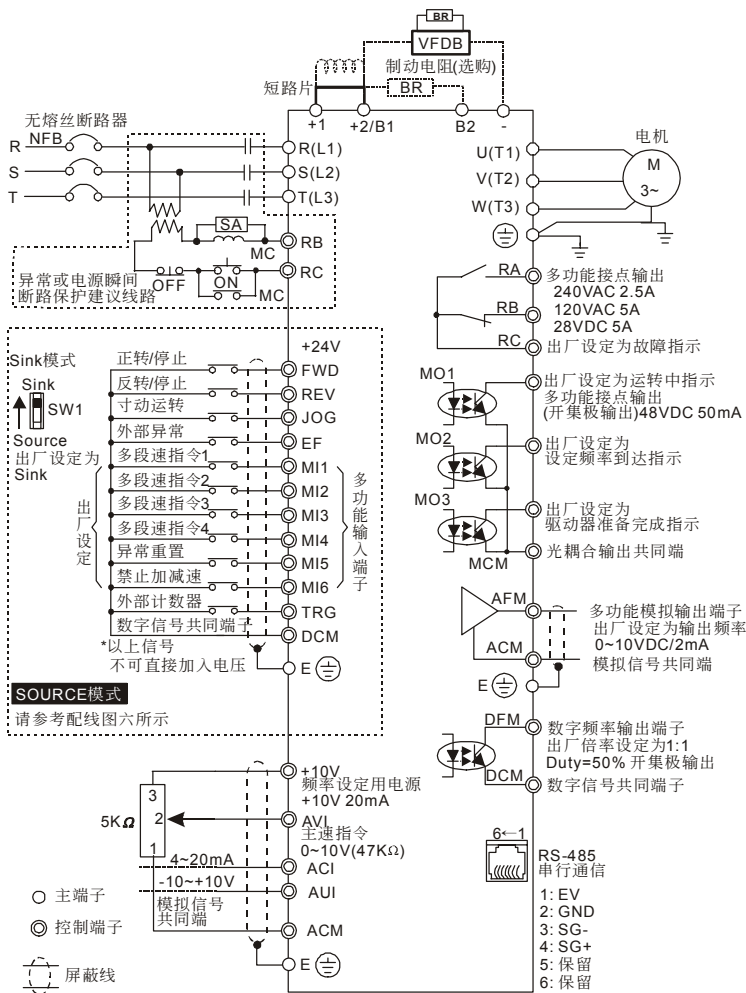 BR
VFDB
制动电阻(选购)
短路片
BR
+1
+2/B1
B2
-
无熔丝断路器
NFB
R
S
T
R(L1)
S(L2)
T(L3)
SA
MC
RB
RC
OFF
ON
MC
异常或电源瞬间
断路保护建议线路
电机
U(T1)
V(T2)
W(T3)
M
3~
RA
多功能接点输出
240VAC 2.5A
RB
120VAC 5A
28VDC 5A
RC
出厂设定为故障指示
Sink模式
Sink
SW1
Source
出厂设定为
Sink
+24V
正转/停止
FWD
反转/停止
REV
寸动运转
JOG
外部异常
EF
多段速指令1
MI1
多段速指令2
MI2
多段速指令3
MI3
多段速指令4
MI4
异常重置
MI5
禁止加减速
MI6
外部计数器
TRG
数字信号共同端子
DCM
出厂设定
多功能输入端子
*以上信号
不可直接加入电压
E
SOURCE模式
请参考配线图六所示
MO1
出厂设定为运转中指示
多功能接点输出
(开集极输出)48VDC 50mA
MO2
出厂设定为
设定频率到达指示
MO3
出厂设定为
驱动器准备完成指示
MCM
光耦合输出共同端
AFM
多功能模拟输出端子
出厂设定为输出频率
0~10VDC/2mA
ACM
模拟信号共同端
E
DFM
数字频率输出端子
出厂倍率设定为1:1
Duty=50% 开集极输出
DCM
数字信号共同端子
+10V
频率设定用电源
+10V 20mA
3
2
1
5KΩ
AVI
主速指令
0~10V(47KΩ)
4~20mA
ACI
-10~+10V
AUI
模拟信号
共同端
ACM
E
6←1
RS-485
串行通信
1: EV
2: GND
3: SG-
4: SG+
5: 保留
6: 保留
主端子
控制端子
屏蔽线